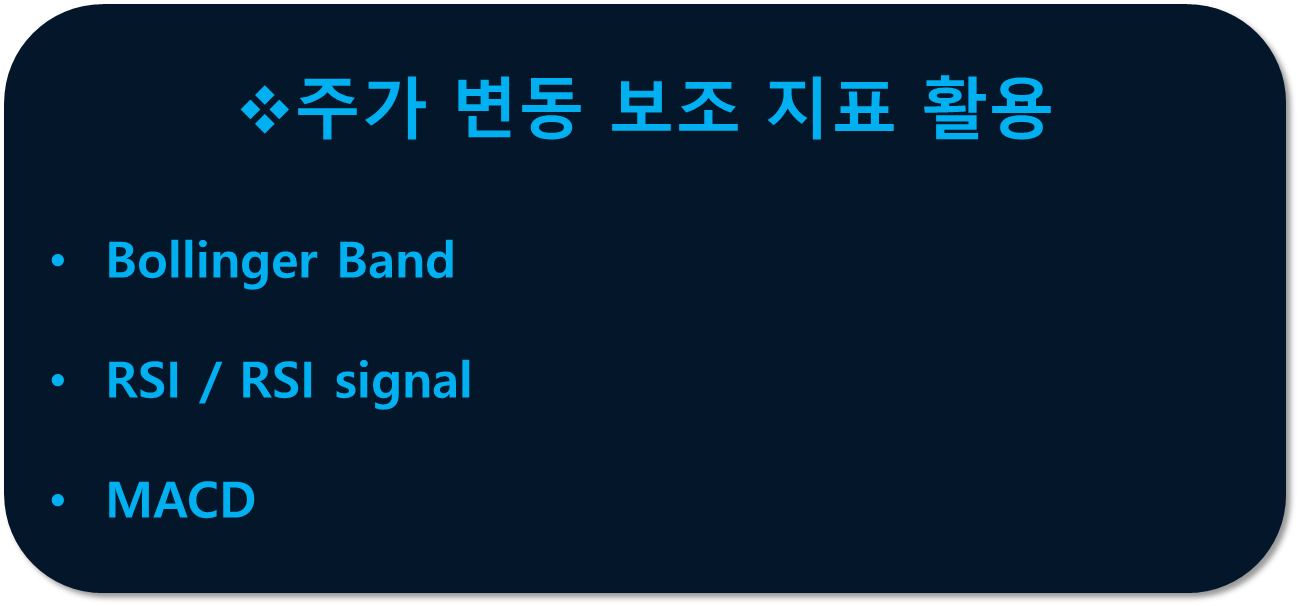 ❖주가 변동 보조 지표 활용
• Bollinger Band
• RSI / RSI signal
• MACD